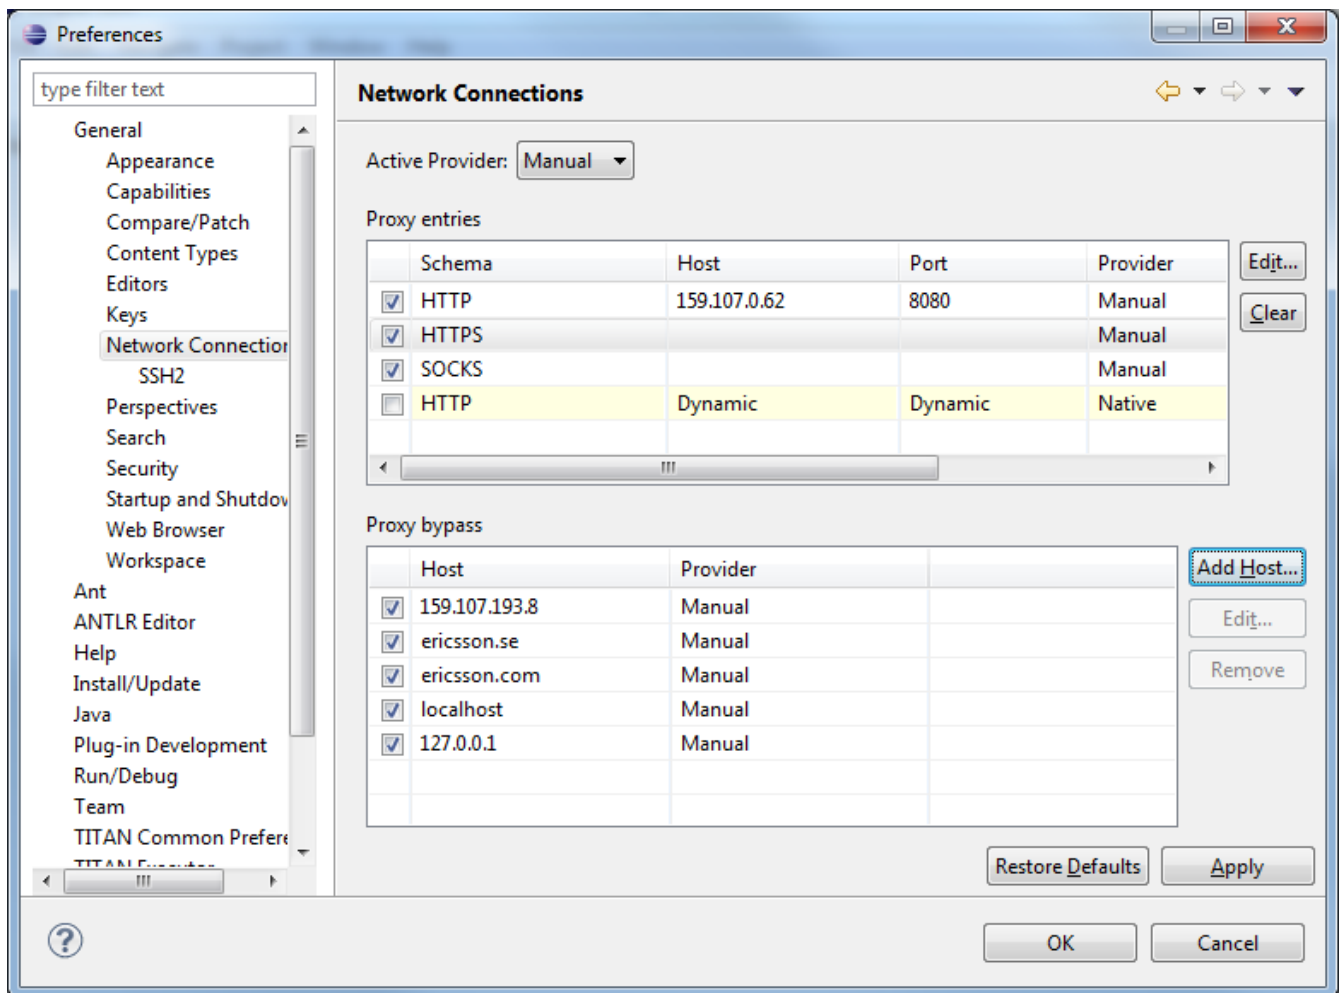 Preferences
type filter text
General
Appearance
Capabilities
Compare/Patch
Content Types
Editors
Keys
Network Connection
SSH2
Perspectives
Search
Security
Startup and Shutdov
Web Browser
Workspace
Ant
ANTLR Editor
Help
Install/Update
Java
Plug-in Development
Run/Debug
Team
TITAN Common Prefere
TITAN Executor
Network Connections
Active Provider: Manual
Proxy entries
Schema Host Port Provider
HTTP 159.107.0.62 8080 Manual
HTTPS Manual
SOCKS Manual
HTTP Dynamic Dynamic Native
Edit...
Clear
Proxy bypass
Host Provider
159.107.193.8 Manual
ericsson.se Manual
ericsson.com Manual
localhost Manual
127.0.0.1 Manual
Add Host...
Edit...
Remove
Restore Defaults Apply
OK Cancel